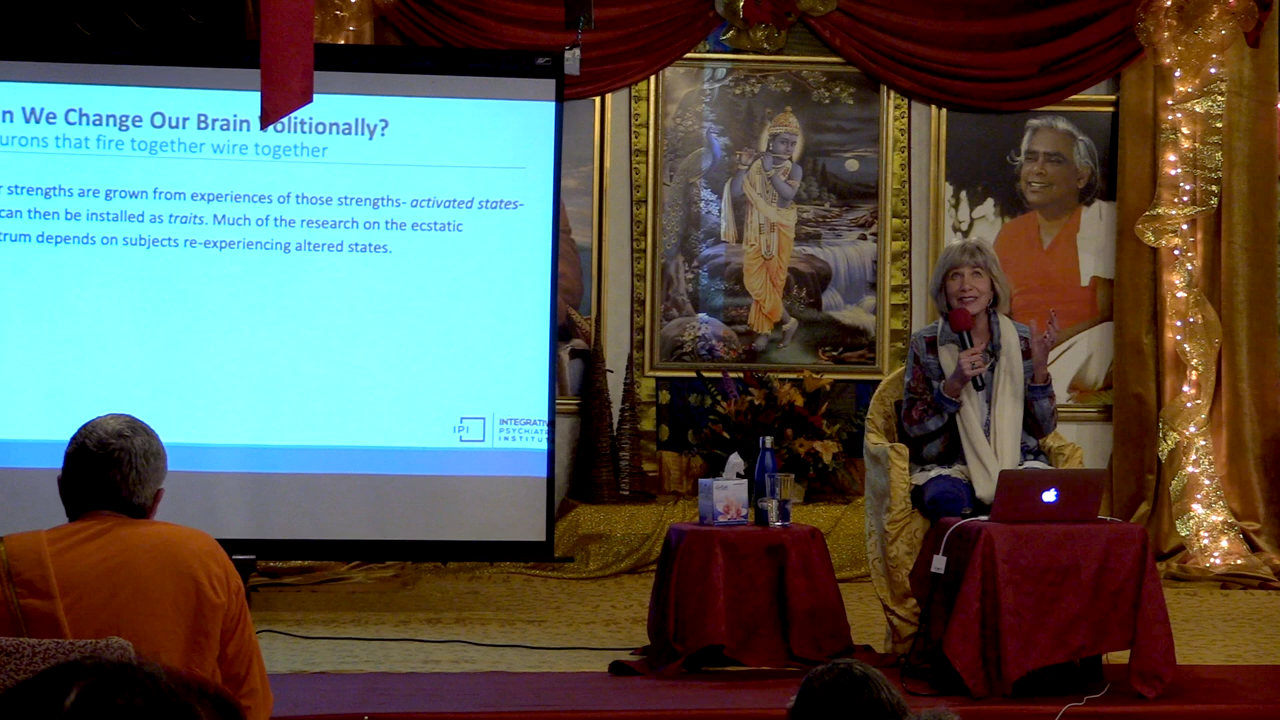 n We Change Our Brain Volitionally?
urons that fire together wire together
r strengths are grown from experiences of those strengths- activated states-
can then be installed as traits. Much of the research on the ecstatic
trum depends on subjects re-experiencing altered states.
IPI
INTEGRATIV
PSYCHIATR
INSTITUT